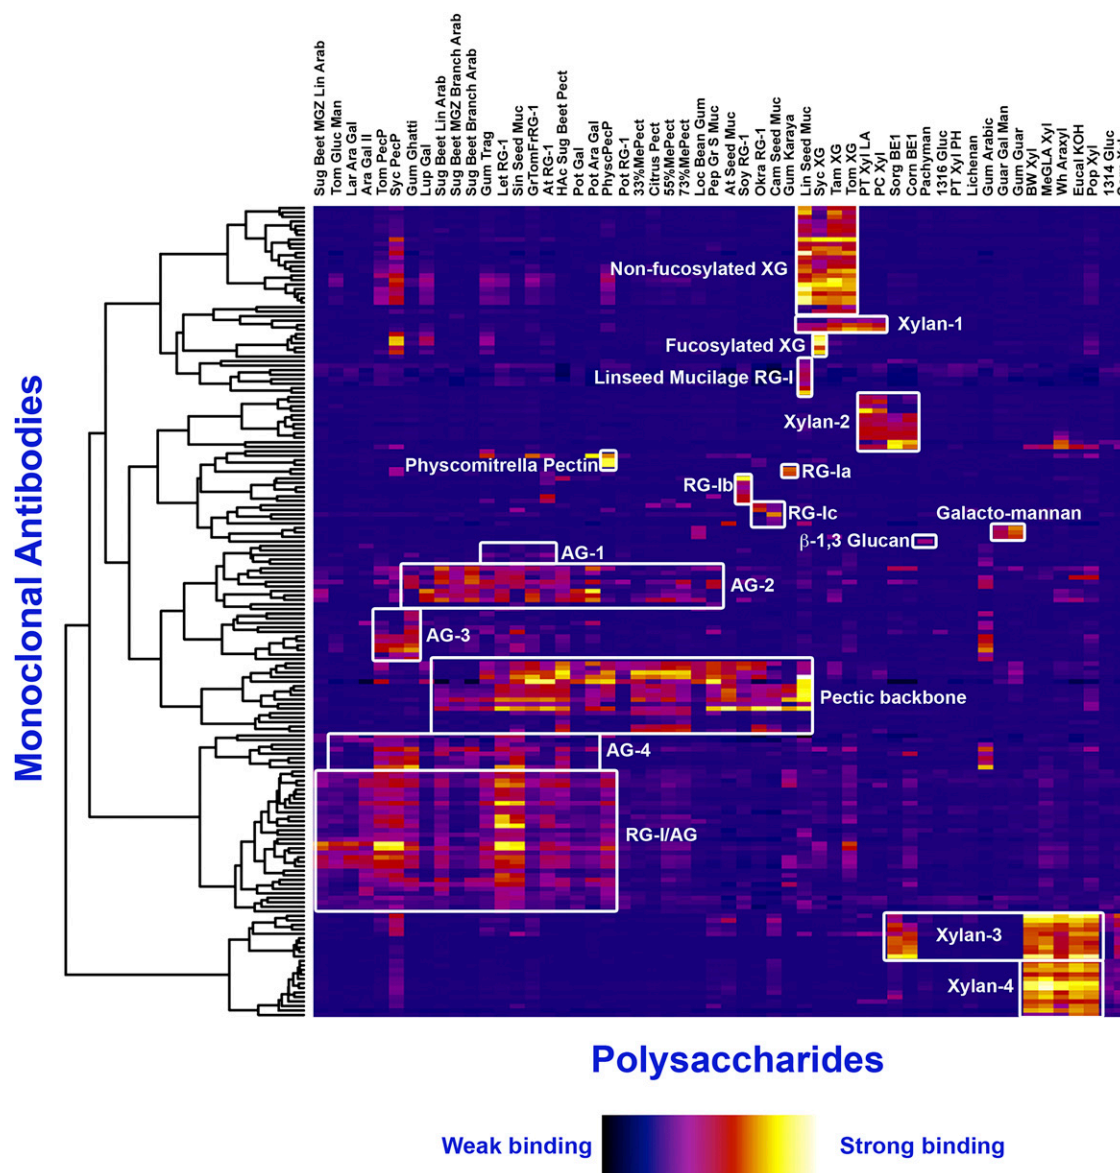 Sug Beet MGZ Lin Arab
Tom Gluc Man
Lar Ara Gal
Ara Gal II
Tom PecP
Syc PecP
Gum Ghatti
Lup Gal
Sug Beet Lin Arab
Sug Beet MGZ Branch Arab
Sug Beet Branch Arab
Gum Trag
Let RG-1
Sin Seed Muc
GrTomFrRG-1
At RG-1
HAc Sug Beet Pect
Pot Gal
Pot Ara Gal
PhyscPecP
Pot RG-1
33%MePect
Citrus Pect
55%MePect
73%MePect
Loc Bean Gum
Pep Gr S Muc
At Seed Muc
Soy RG-1
Okra RG-1
Cam Seed Muc
Gum Karaya
Lin Seed Muc
Syc XG
Tam XG
Tom XG
PT Xyl LA
PC Xyl
Sorg BE1
Corn BE1
Pachyman
1316 Gluc
PT Xyl PH
Lichenan
Gum Arabic
Guar Gal Man
Gum Guar
BW Xyl
MeGLA Xyl
Wh Araxyl
Eucal KOH
Pop Xyl
1314 Gluc
Monoclonal Antibodies
Non-fucosylated XG
Xylan-1
Fucosylated XG
Linseed Mucilage RG-I
Xylan-2
Physcomitrella Pectin
RG-Ia
RG-Ib
RG-Ic
Galacto-mannan
β-1,3 Glucan
AG-1
AG-2
AG-3
Pectic backbone
AG-4
RG-I/AG
Xylan-3
Xylan-4
Polysaccharides
Weak binding
Strong binding